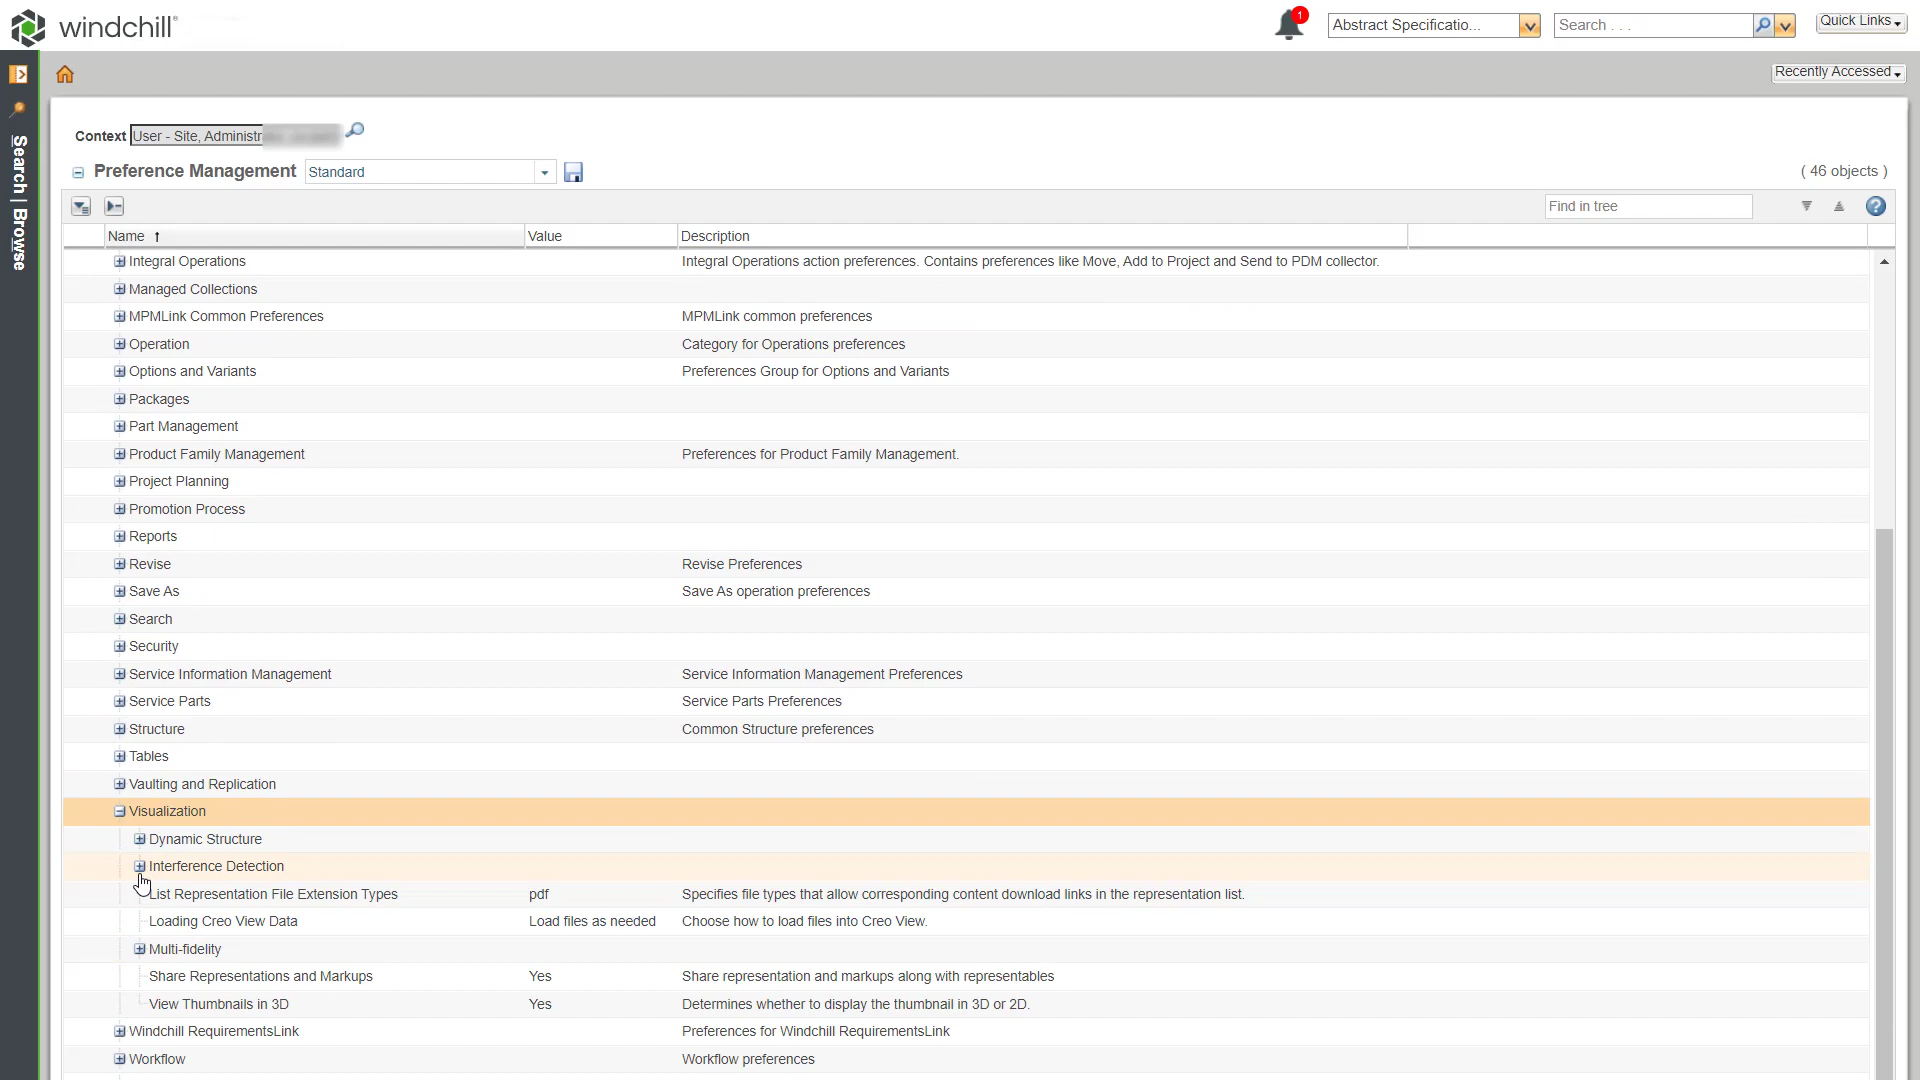 windchill
1
Abstract Specificatio...
Search . . .
Quick Links
Recently Accessed
Search | Browse
Context User - Site, Administr
Preference Management Standard ( 46 objects )
Find in tree
Name Value Description
Integral Operations Integral Operations action preferences. Contains preferences like Move, Add to Project and Send to PDM collector.
Managed Collections
MPMLink Common Preferences MPMLink common preferences
Operation Category for Operations preferences
Options and Variants Preferences Group for Options and Variants
Packages
Part Management
Product Family Management Preferences for Product Family Management.
Project Planning
Promotion Process
Reports
Revise Revise Preferences
Save As Save As operation preferences
Search
Security
Service Information Management Service Information Management Preferences
Service Parts Service Parts Preferences
Structure Common Structure preferences
Tables
Vaulting and Replication
Visualization
Dynamic Structure
Interference Detection
List Representation File Extension Types pdf Specifies file types that allow corresponding content download links in the representation list.
Loading Creo View Data Load files as needed Choose how to load files into Creo View.
Multi-fidelity
Share Representations and Markups Yes Share representation and markups along with representables
View Thumbnails in 3D Yes Determines whether to display the thumbnail in 3D or 2D.
Windchill RequirementsLink Preferences for Windchill RequirementsLink
Workflow Workflow preferences